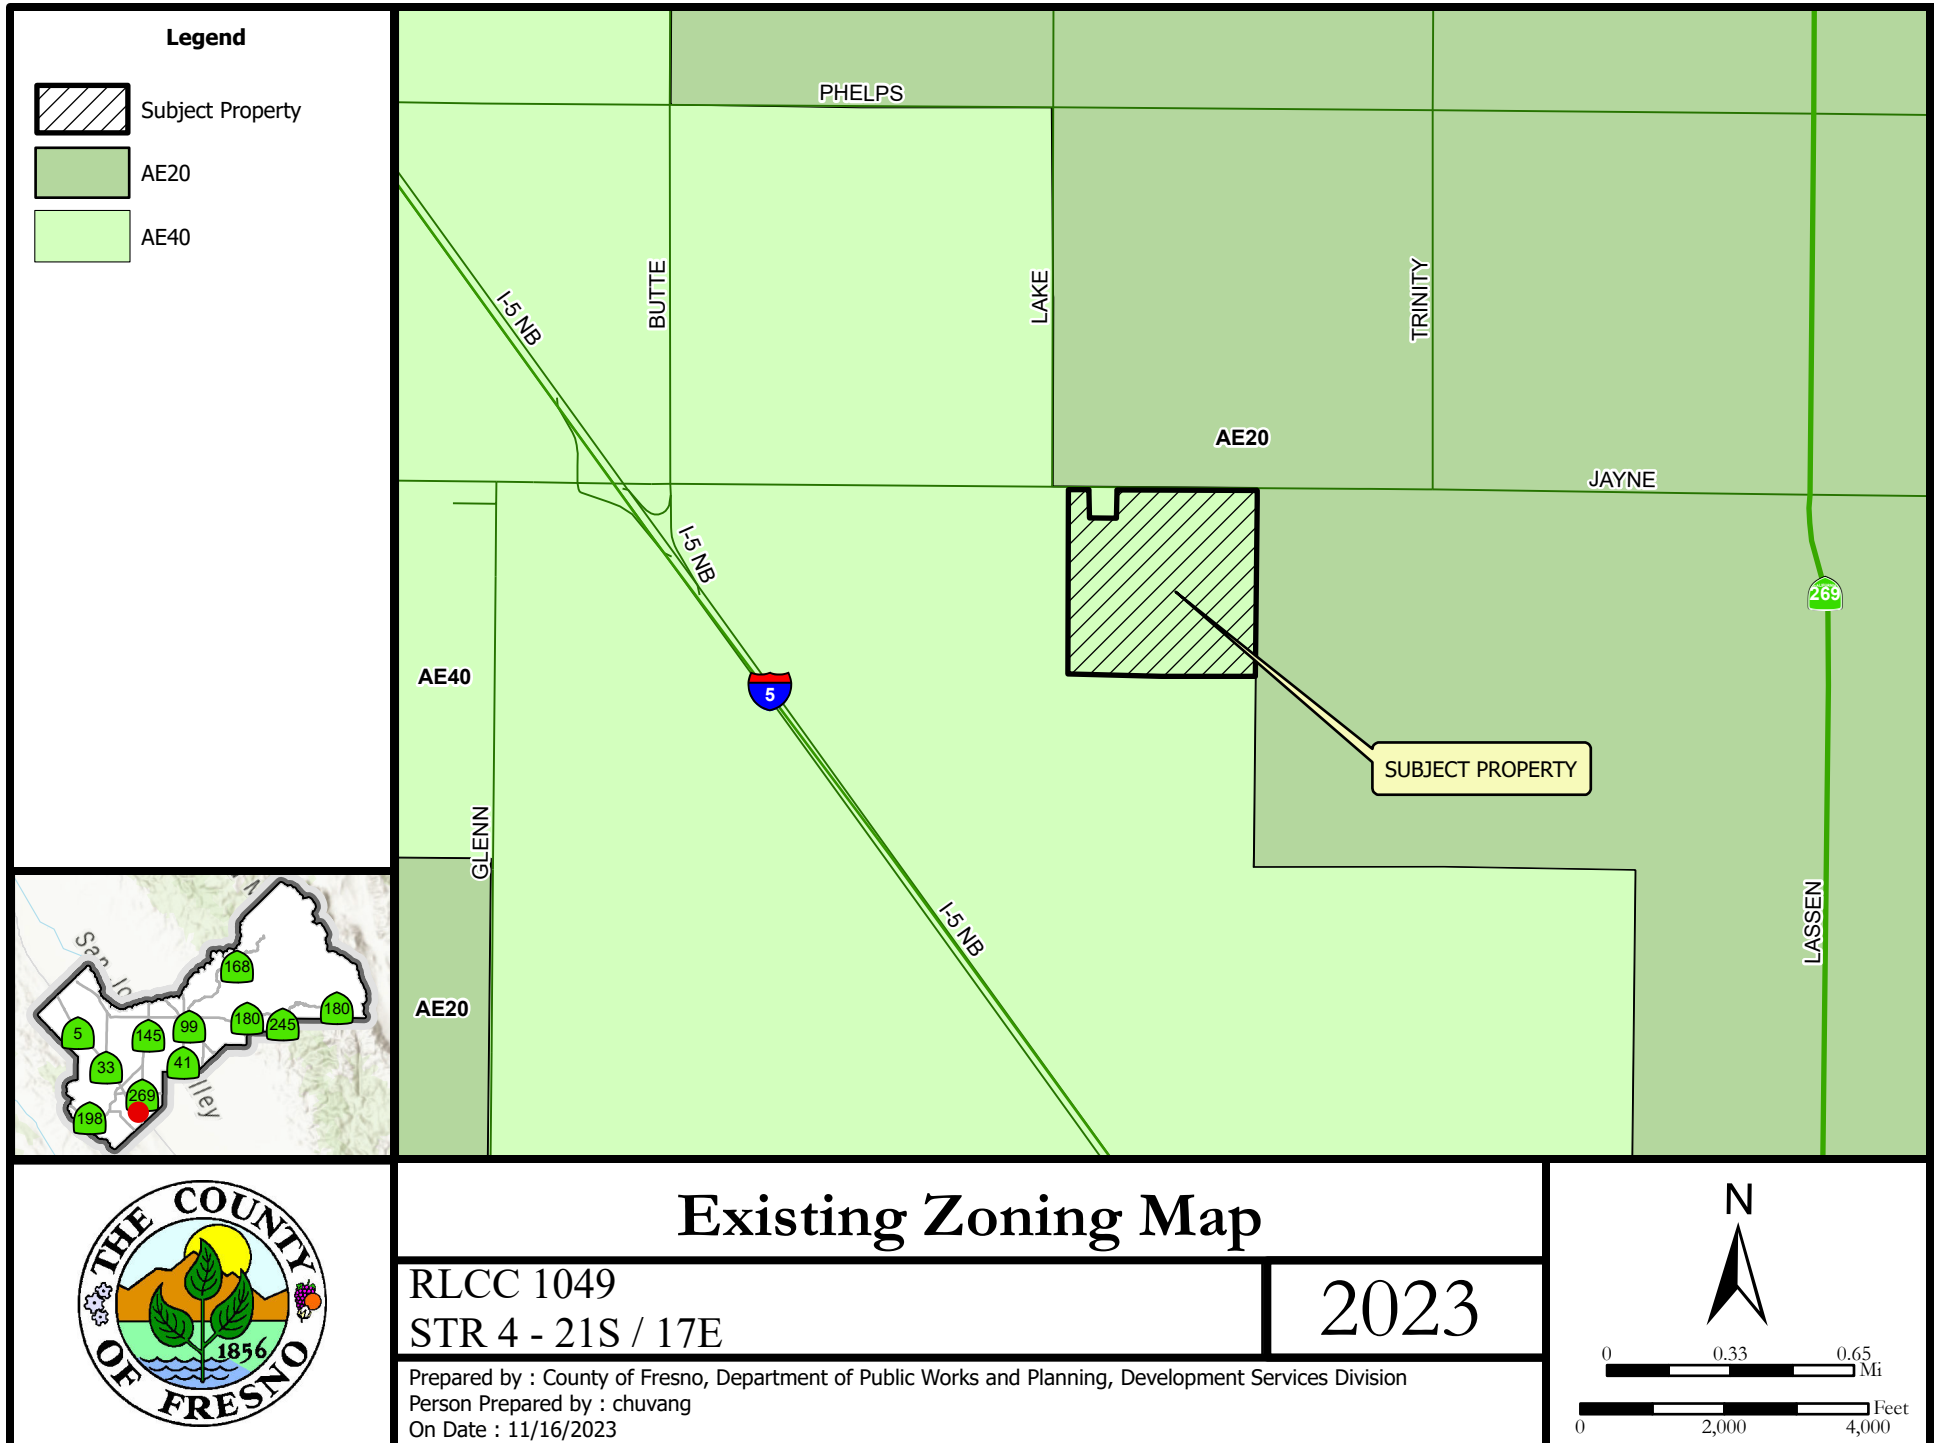 Legend
Subject Property
AE20
AE40
PHELPS
I-5 NB
BUTTE
LAKE
TRINITY
AE20
JAYNE
I-5 NB
269
AE40
5
SUBJECT PROPERTY
GLENN
LASSEN
I-5 NB
AE20
San Jo
lley
168
180
180
245
5
145
99
33
41
269
198
THE COUNTY
OF FRESNO
1856
Existing Zoning Map
RLCC 1049
STR 4 - 21S / 17E
2023
Prepared by : County of Fresno, Department of Public Works and Planning, Development Services Division
Person Prepared by : chuvang
On Date : 11/16/2023
N
0 0.33 0.65
Mi
Feet
0 2,000 4,000